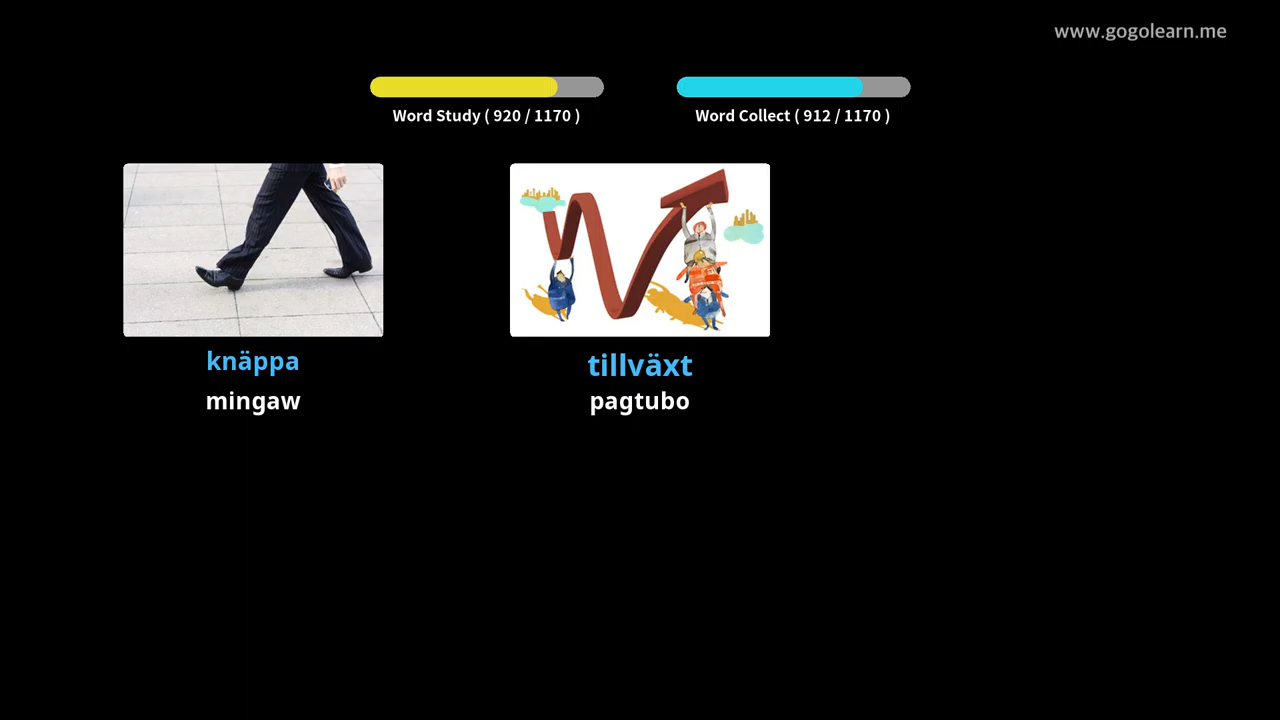 www.gogolearn.me
Word Study ( 920 / 1170 )
Word Collect ( 912 / 1170 )
knäppa
mingaw
tillväxt
pagtubo